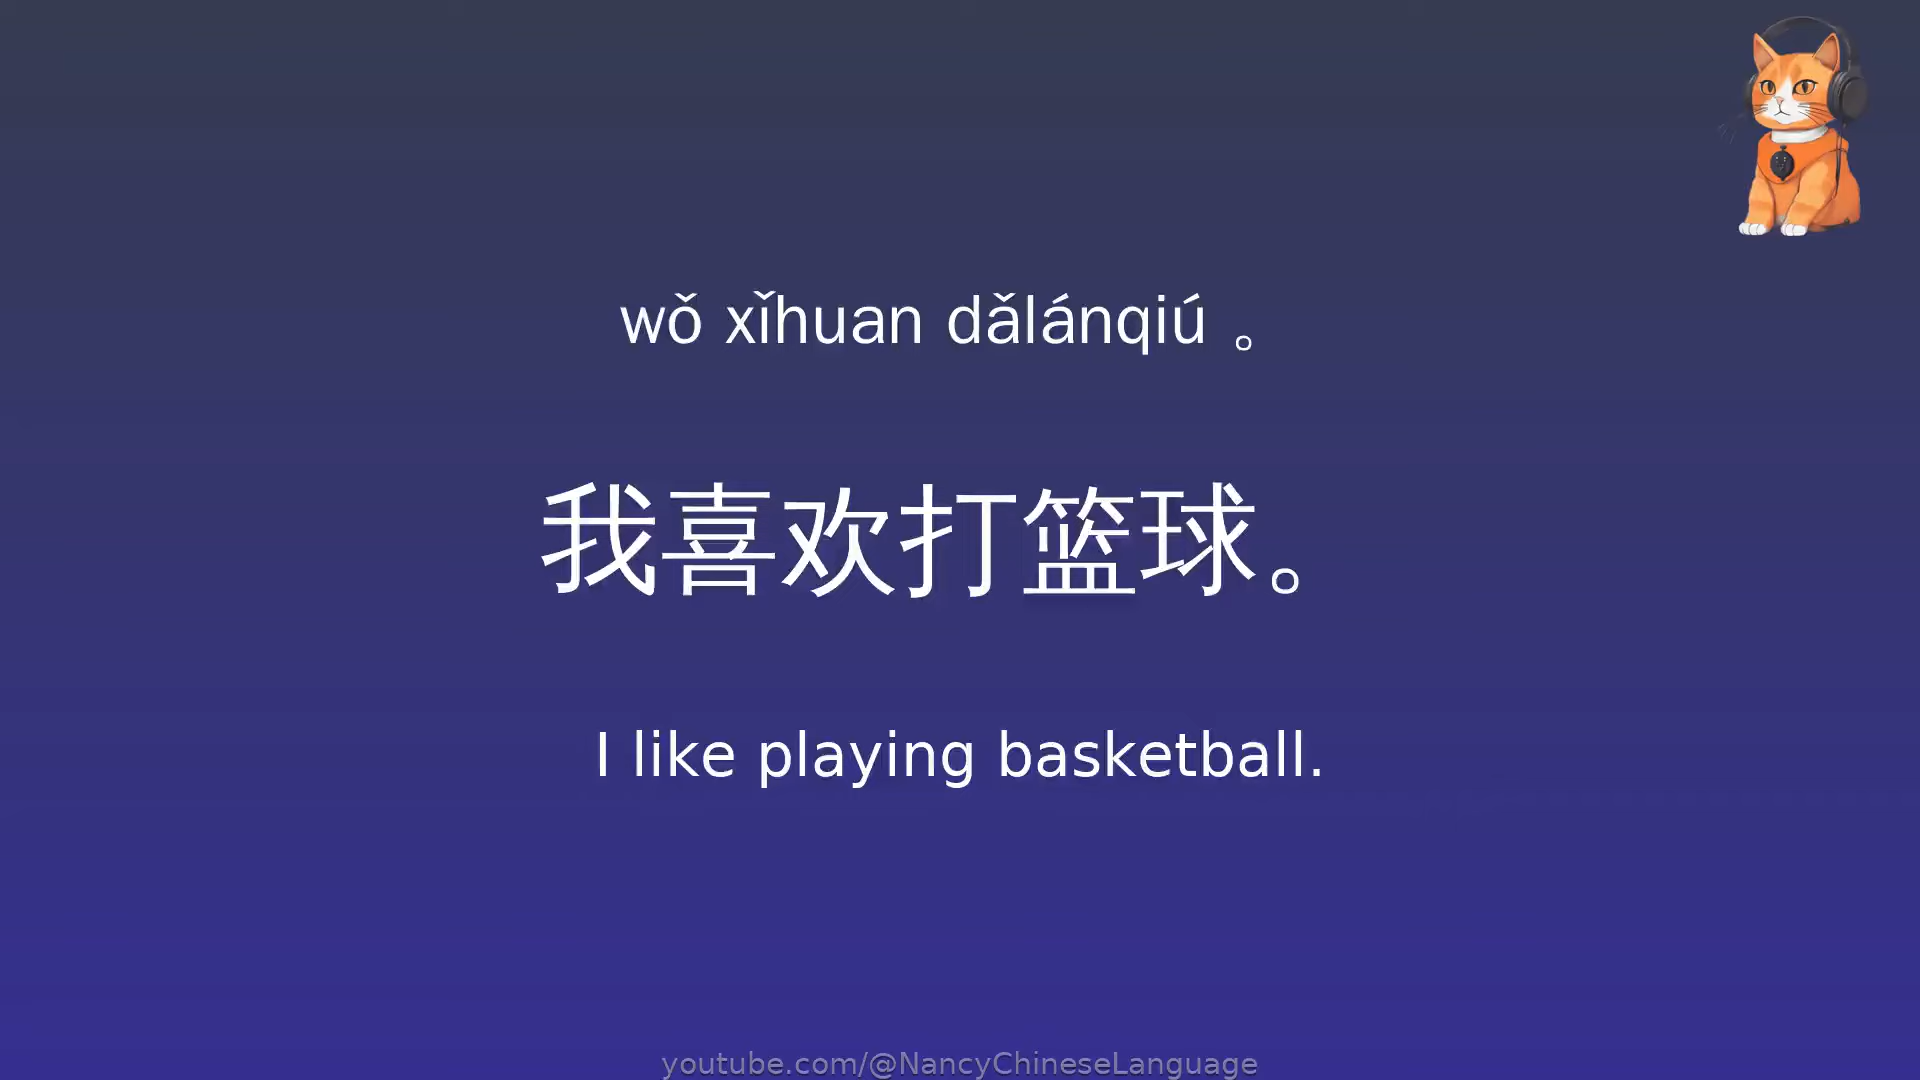 wǒ xǐhuan dǎlánqiú 。
我喜欢打篮球。
I like playing basketball.
youtube.com/@NancyChineseLanguage